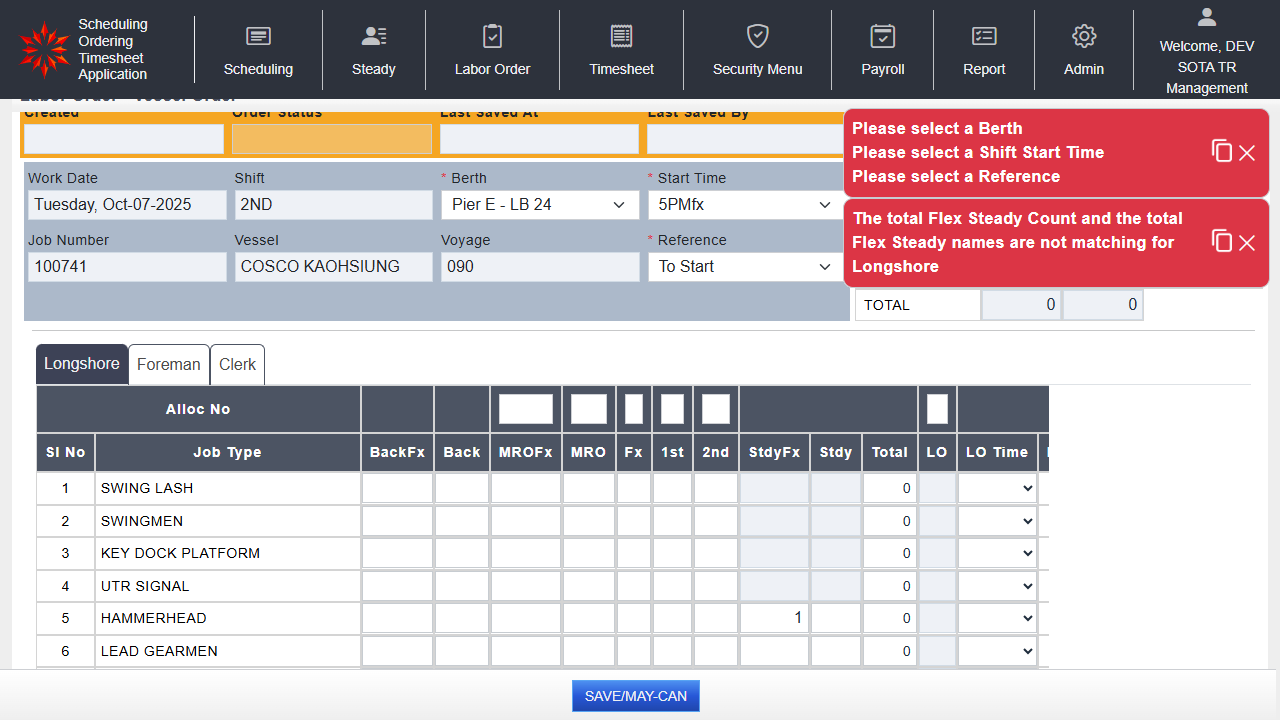 Scheduling
Ordering
Timesheet
Application
Scheduling
Steady
Labor Order
Timesheet
Security Menu
Payroll
Report
Admin
Welcome, DEV
SOTA TR
Management
Labor Order - Vessel Order
Created Order Status Last Saved At Last Saved By
Please select a Berth
Please select a Shift Start Time
Please select a Reference
The total Flex Steady Count and the total
Flex Steady names are not matching for
Longshore
Work Date Shift * Berth * Start Time
Tuesday, Oct-07-2025 2ND Pier E - LB 24 5PMfx
Job Number Vessel Voyage * Reference
100741 COSCO KAOHSIUNG 090 To Start
TOTAL 0 0
Longshore Foreman Clerk
Alloc No
SI No Job Type BackFx Back MROFx MRO Fx 1st 2nd StdyFx Stdy Total LO LO Time
1 SWING LASH 0
2 SWINGMEN 0
3 KEY DOCK PLATFORM 0
4 UTR SIGNAL 0
5 HAMMERHEAD 1 0
6 LEAD GEARMEN 0
SAVE/MAY-CAN